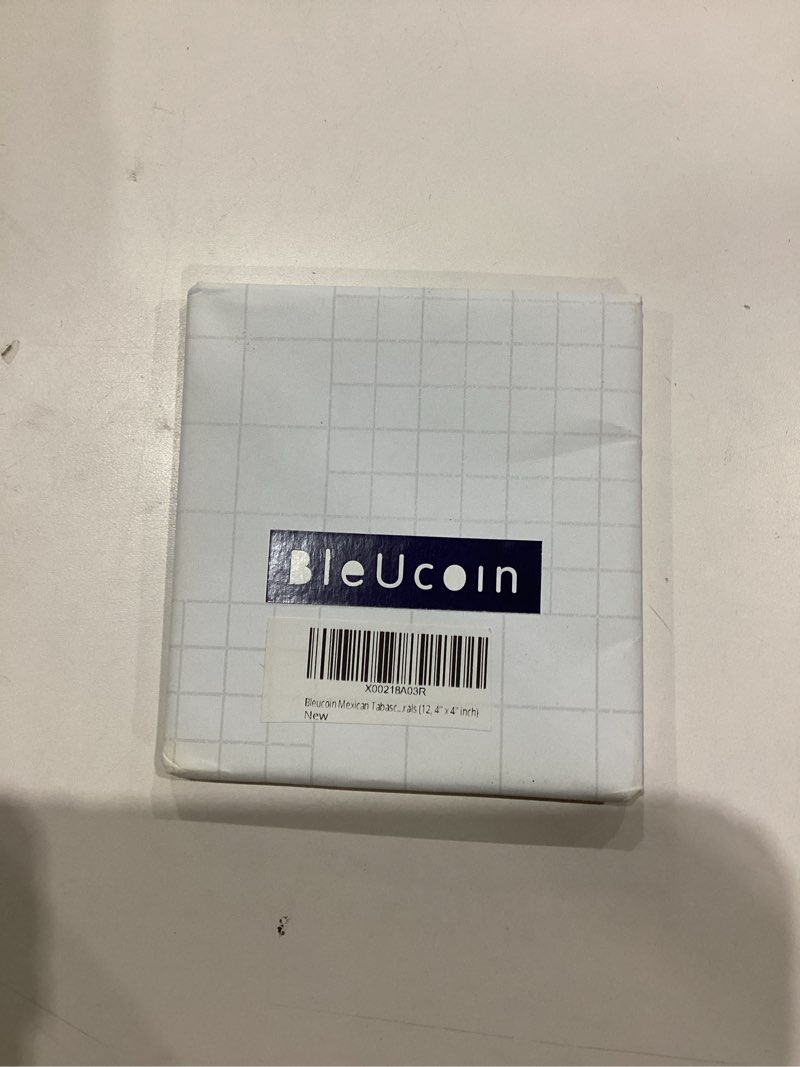 BleUcoin
X00218A03R
Bleucoin Mexican Tabasc...rals (12, 4" x 4" inch)
New